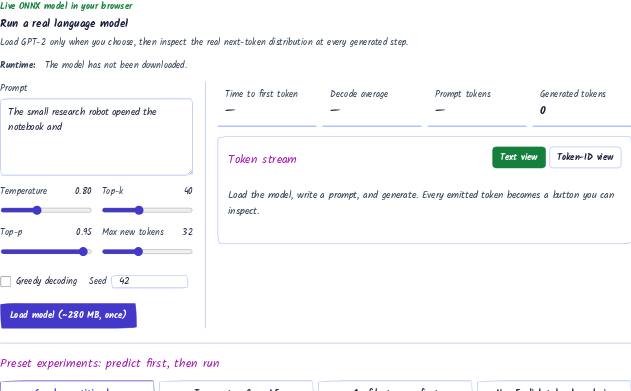 Live ONNX model in your browser
Run a real language model
Load GPT-2 only when you choose, then inspect the real next-token distribution at every generated step.
Runtime: The model has not been downloaded.
Prompt
The small research robot opened the
notebook and
Temperature 0.80 Top-k 40
Top-p 0.95 Max new tokens 32
Greedy decoding Seed 42
Load model (~280 MB, once)
Time to first token Decode average Prompt tokens Generated tokens
— — — 0
Token stream Text view Token-ID view
Load the model, write a prompt, and generate. Every emitted token becomes a button you can
inspect.
Preset experiments: predict first, then run